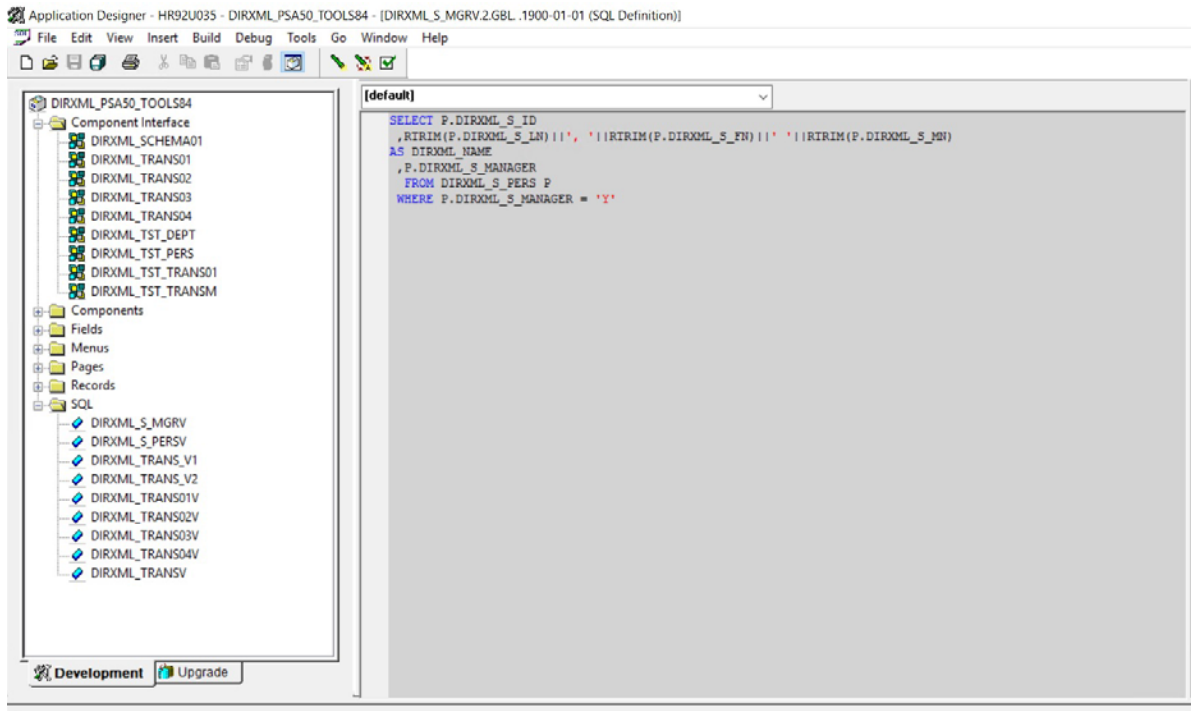 Application Designer - HR92U035 - DIRXML_PSA50_TOOLS84 - [DIRXML_S_MGRV.2.GBL. .1900-01-01 (SQL Definition)]
File Edit View Insert Build Debug Tools Go Window Help
DIRXML_PSA50_TOOLS84
Component Interface
DIRXML_SCHEMA01
DIRXML_TRANS01
DIRXML_TRANS02
DIRXML_TRANS03
DIRXML_TRANS04
DIRXML_TST_DEPT
DIRXML_TST_PERS
DIRXML_TST_TRANS01
DIRXML_TST_TRANSM
Components
Fields
Menus
Pages
Records
SQL
DIRXML_S_MGRV
DIRXML_S_PERSV
DIRXML_TRANS_V1
DIRXML_TRANS_V2
DIRXML_TRANS01V
DIRXML_TRANS02V
DIRXML_TRANS03V
DIRXML_TRANS04V
DIRXML_TRANSV
Development Upgrade
[default]
SELECT P.DIRXML_S_ID
,RTRIM(P.DIRXML_S_LN)||', '||RTRIM(P.DIRXML_S_FN)||' '||RTRIM(P.DIRXML_S_MN)
AS DIRXML_NAME
,P.DIRXML_S_MANAGER
FROM DIRXML_S_PERS P
WHERE P.DIRXML_S_MANAGER = 'Y'